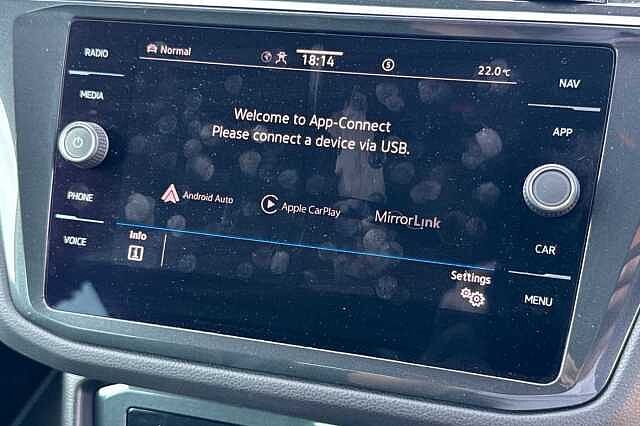 RADIO
MEDIA
PHONE
VOICE
Normal
18:14
S
22.0°C
Welcome to App-Connect
Please connect a device via USB.
Android Auto
Apple CarPlay
MirrorLink
Info
Settings
NAV
APP
CAR
MENU